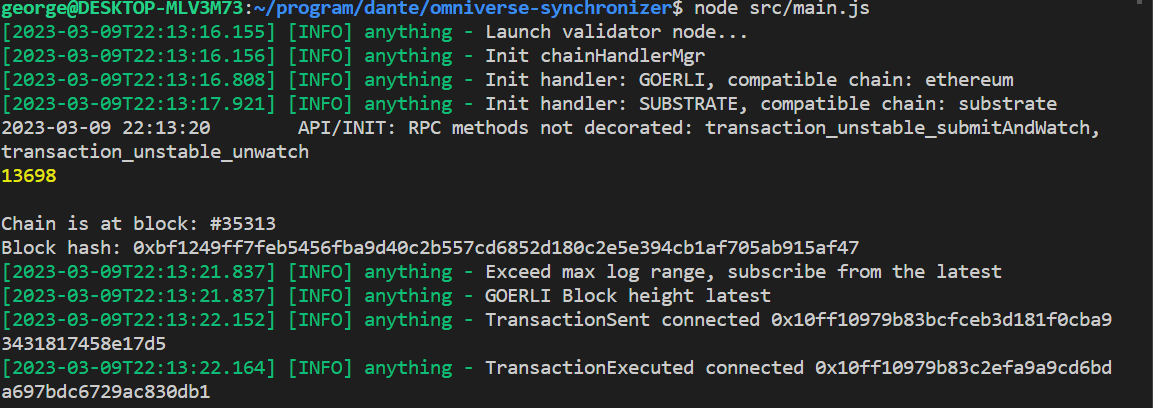 george@DESKTOP-MLV3M73:~/program/dante/omniverse-synchronizer$ node src/main.js
[2023-03-09T22:13:16.155] [INFO] anything - Launch validator node...
[2023-03-09T22:13:16.156] [INFO] anything - Init chainHandlerMgr
[2023-03-09T22:13:16.808] [INFO] anything - Init handler: GOERLI, compatible chain: ethereum
[2023-03-09T22:13:17.921] [INFO] anything - Init handler: SUBSTRATE, compatible chain: substrate
2023-03-09 22:13:20        API/INIT: RPC methods not decorated: transaction_unstable_submitAndWatch,
transaction_unstable_unwatch
13698
Chain is at block: #35313
Block hash: 0xbf1249ff7feb5456fba9d40c2b557cd6852d180c2e5e394cb1af705ab915af47
[2023-03-09T22:13:21.837] [INFO] anything - Exceed max log range, subscribe from the latest
[2023-03-09T22:13:21.837] [INFO] anything - GOERLI Block height latest
[2023-03-09T22:13:22.152] [INFO] anything - TransactionSent connected 0x10ff10979b83bcfceb3d181f0cba9
3431817458e17d5
[2023-03-09T22:13:22.164] [INFO] anything - TransactionExecuted connected 0x10ff10979b83c2efa9a9cd6bd
a697bdc6729ac830db1